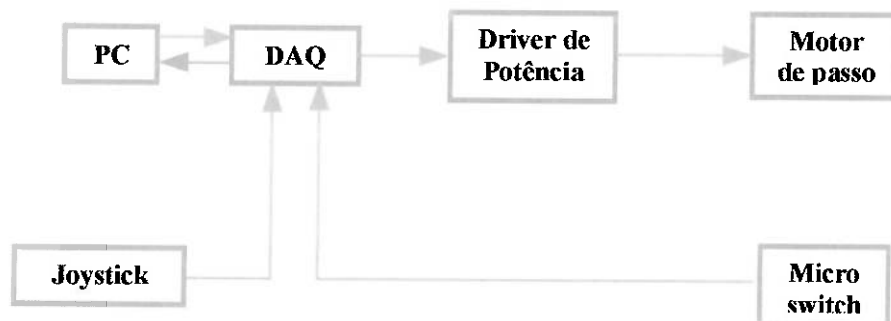 PC
DAQ
Driver de
Potência
Motor
de passo
Joystick
Micro
switch